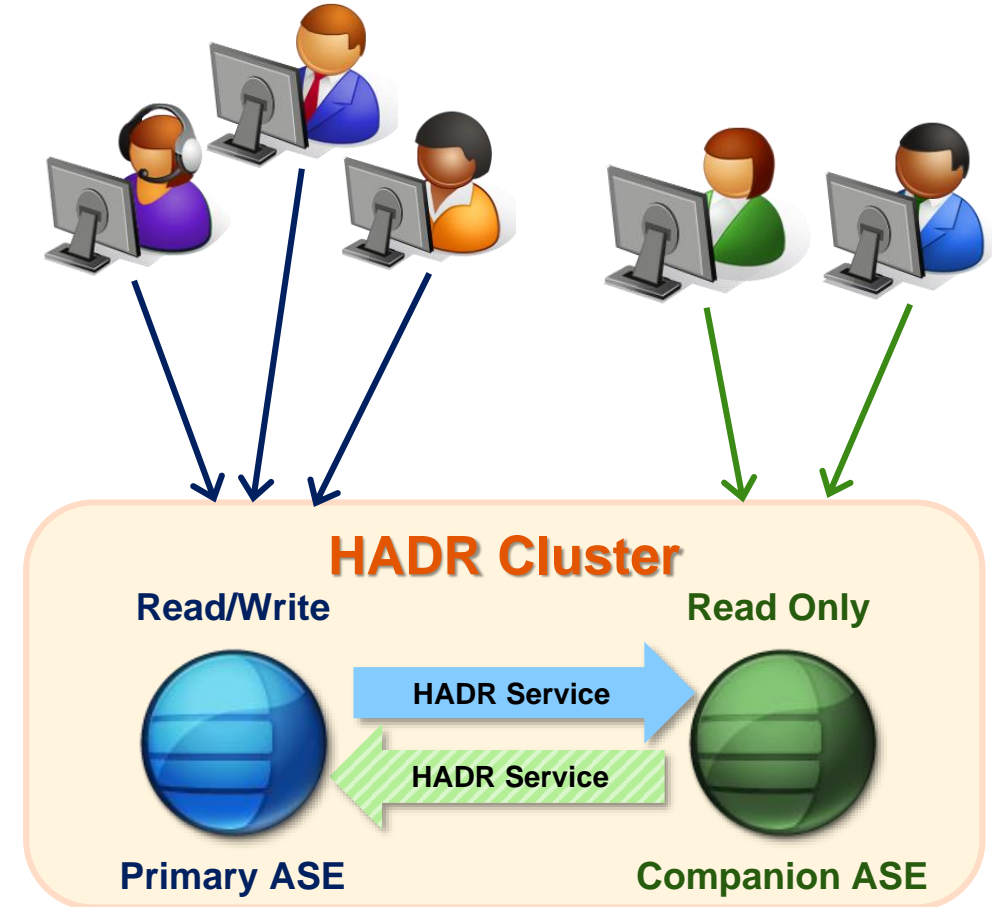 HADR Cluster
Read/Write
Read Only
HADR Service
HADR Service
Primary ASE
Companion ASE